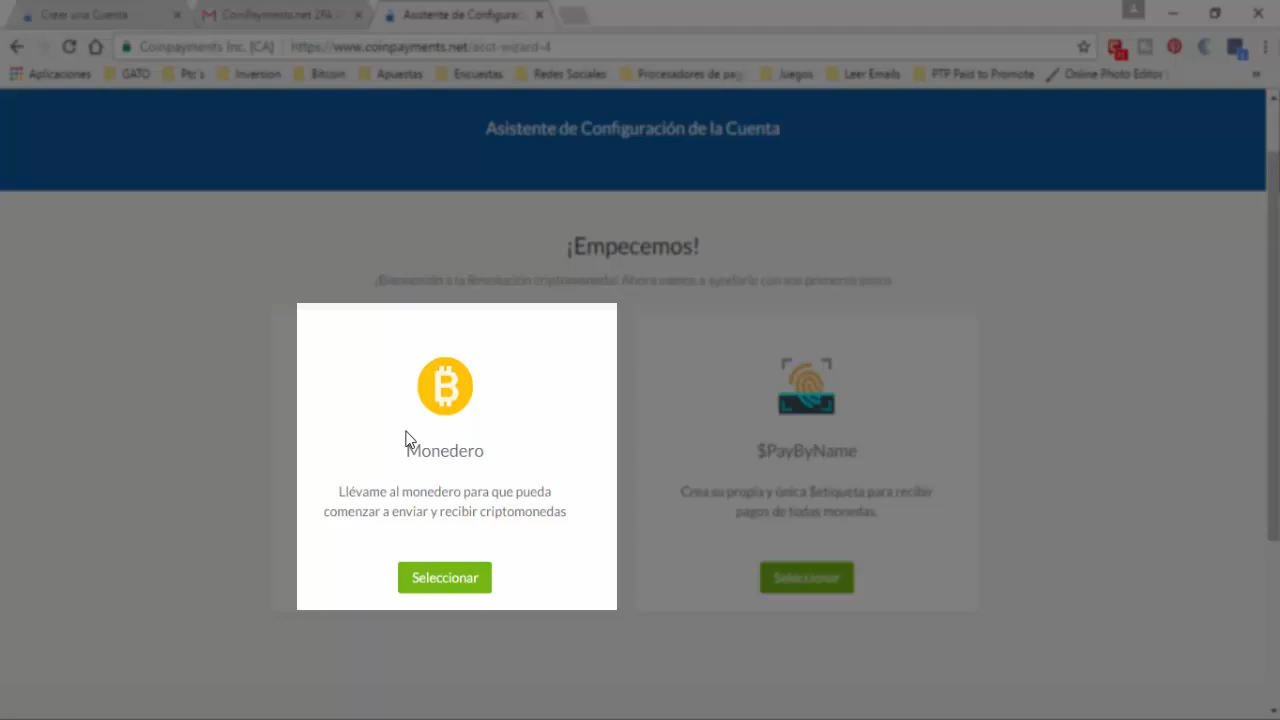 Crear una Cuenta
CoinPayments.net 2FA
Asistente de Configurac
Coinpayments Inc. [CA] https://www.coinpayments.net/acct-wizard-4
Aplicaciones GATO Ptc's Inversion Bitcoin Apuestas Encuestas Redes Sociales Procesadores de pag Juegos Leer Emails PTP Paid to Promote Online Photo Editor
Asistente de Configuración de la Cuenta
¡Empecemos!
¡Bienvenido a la Revolución criptomoneda! Ahora vamos a ayudarle con sus primeros pasos
Monedero
Llévame al monedero para que pueda
comenzar a enviar y recibir criptomonedas
Seleccionar
$PayByName
Crea su propia y única $etiqueta para recibir
pagos de todas monedas.
Seleccionar